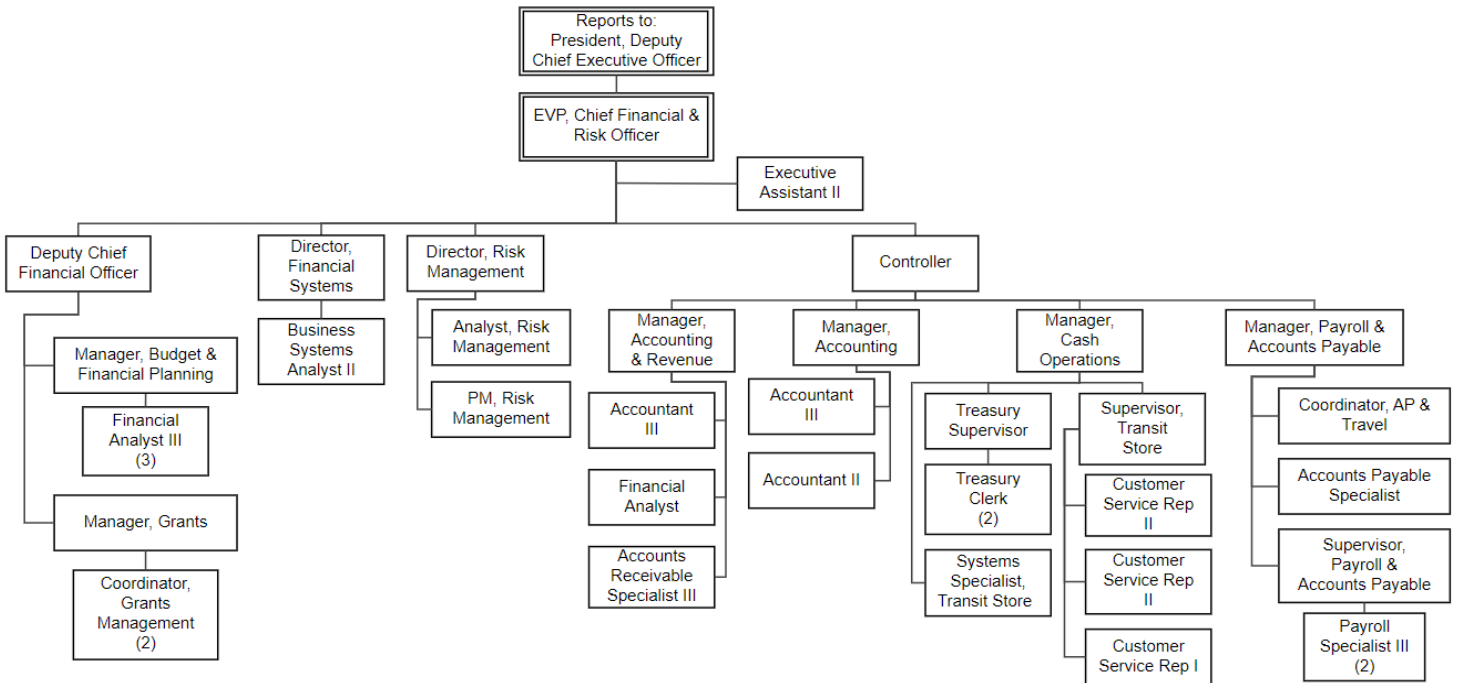 Reports to:
President, Deputy
Chief Executive Officer
EVP, Chief Financial &
Risk Officer
Executive
Assistant II
Deputy Chief
Financial Officer
Director,
Financial
Systems
Director, Risk
Management
Controller
Manager, Budget &
Financial Planning
Financial
Analyst III
(3)
Manager, Grants
Coordinator,
Grants
Management
(2)
Business
Systems
Analyst II
Analyst, Risk
Management
PM, Risk
Management
Manager,
Accounting
& Revenue
Accountant
III
Financial
Analyst
Accounts
Receivable
Specialist III
Manager,
Accounting
Accountant
III
Accountant II
Manager,
Cash
Operations
Treasury
Supervisor
Treasury
Clerk
(2)
Systems
Specialist,
Transit Store
Supervisor,
Transit
Store
Customer
Service Rep
II
Customer
Service Rep
II
Customer
Service Rep I
Manager, Payroll &
Accounts Payable
Coordinator, AP &
Travel
Accounts Payable
Specialist
Supervisor,
Payroll &
Accounts Payable
Payroll
Specialist III
(2)